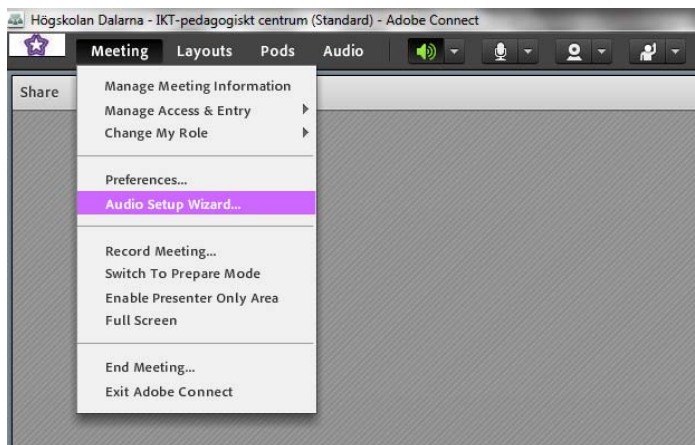 Högskolan Dalarna - IKT-pedagogiskt centrum (Standard) - Adobe Connect
Meeting Layouts Pods Audio
Share
Manage Meeting Information
Manage Access & Entry
Change My Role
Preferences...
Audio Setup Wizard...
Record Meeting...
Switch To Prepare Mode
Enable Presenter Only Area
Full Screen
End Meeting...
Exit Adobe Connect